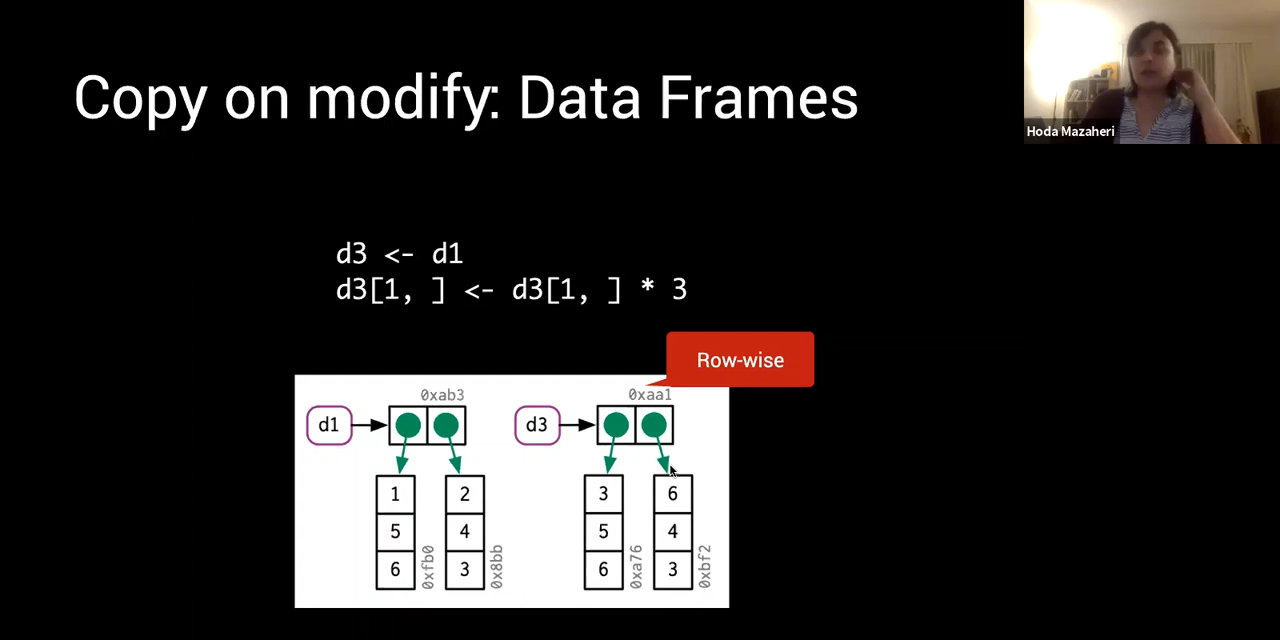 Copy on modify: Data Frames
Hoda Mazaheri
d3 <- d1
d3[1, ] <- d3[1, ] * 3
Row-wise
0xab3
0xaa1
d1
d3
1
2
3
6
5
4
5
4
6
3
6
3
0xfb0
0x8bb
0xa76
0xbf2